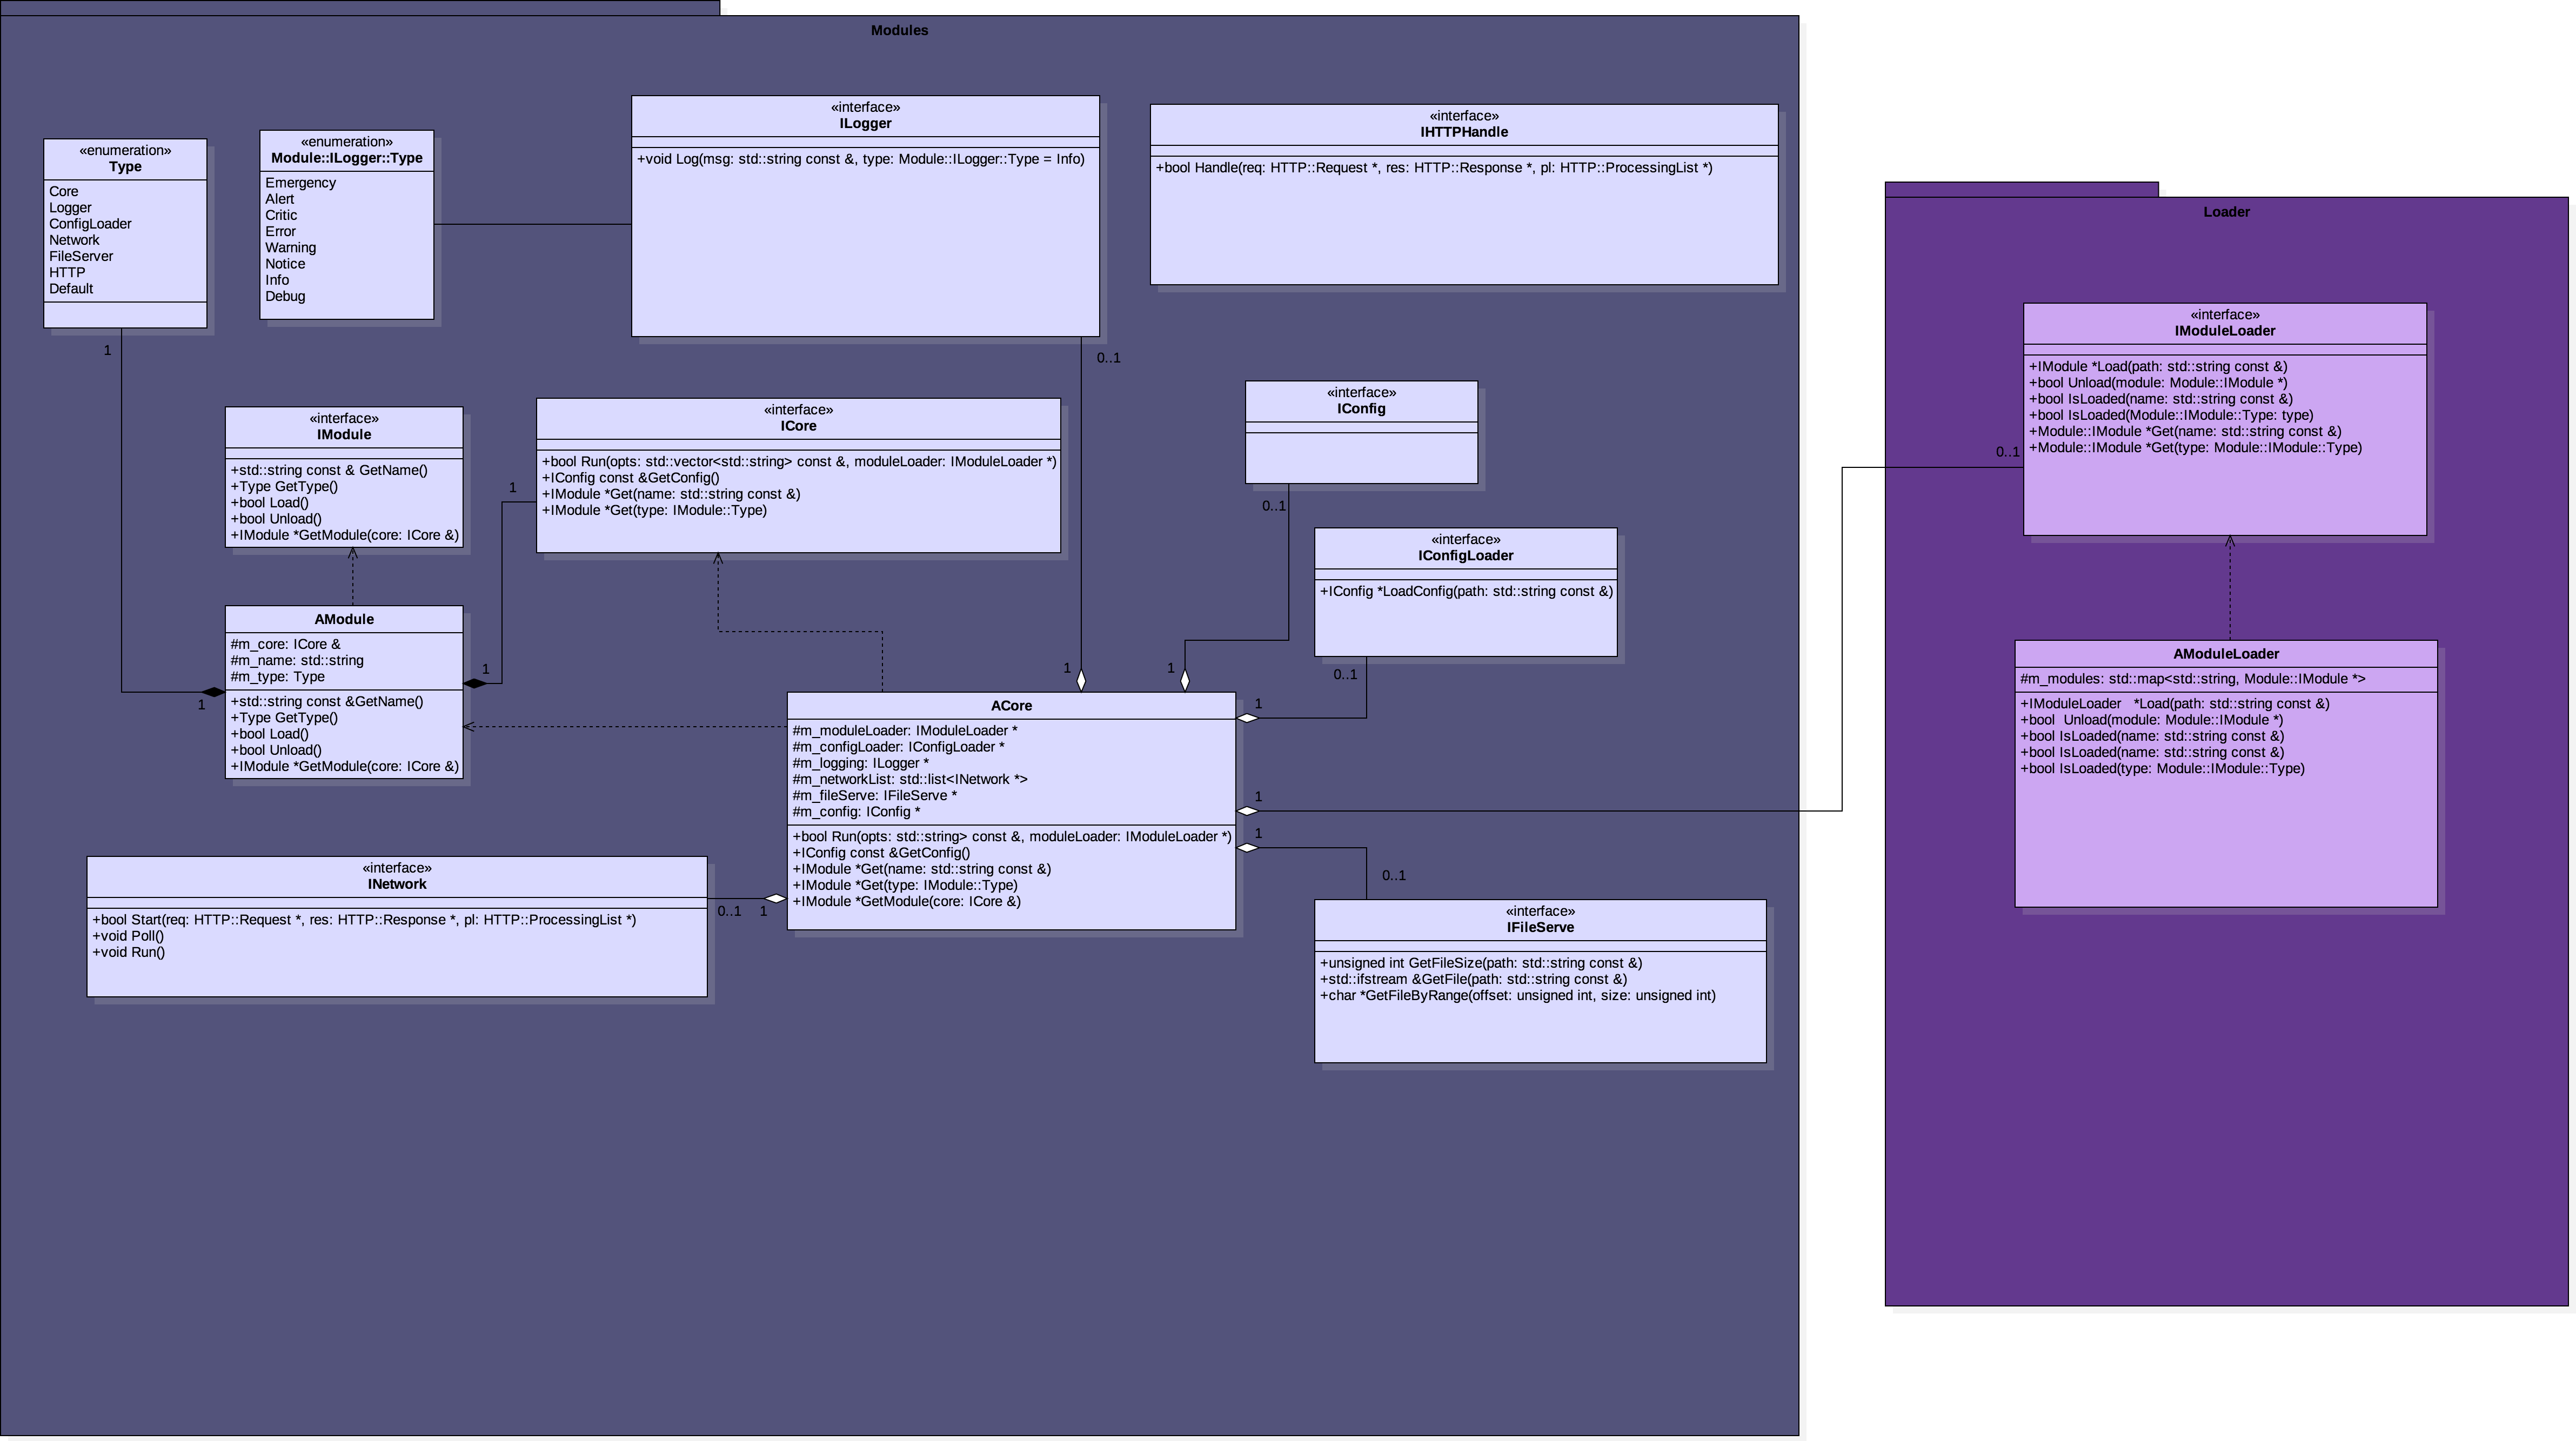 Modules
«enumeration»
Type
Core
Logger
ConfigLoader
Network
FileServer
HTTP
Default
«enumeration»
Module::ILogger::Type
Emergency
Alert
Critic
Error
Warning
Notice
Info
Debug
«interface»
ILogger
+void Log(msg: std::string const &, type: Module::ILogger::Type = Info)
«interface»
IHTTPHandle
+bool Handle(req: HTTP::Request *, res: HTTP::Response *, pl: HTTP::ProcessingList *)
1
0..1
«interface»
IModule
+std::string const & GetName()
+Type GetType()
+bool Load()
+bool Unload()
+IModule *GetModule(core: ICore &)
1
«interface»
ICore
+bool Run(opts: std::vector<std::string> const &, moduleLoader: IModuleLoader *)
+IConfig const &GetConfig()
+IModule *Get(name: std::string const &)
+IModule *Get(type: IModule::Type)
«interface»
IConfig
0..1
«interface»
IConfigLoader
+IConfig *LoadConfig(path: std::string const &)
0..1
AModule
#m_core: ICore &
#m_name: std::string
#m_type: Type
+std::string const &GetName()
+Type GetType()
+bool Load()
+bool Unload()
+IModule *GetModule(core: ICore &)
1
1
1
1
1
ACore
#m_moduleLoader: IModuleLoader *
#m_configLoader: IConfigLoader *
#m_logging: ILogger *
#m_networkList: std::list<INetwork *>
#m_fileServe: IFileServe *
#m_config: IConfig *
+bool Run(opts: std::string> const &, moduleLoader: IModuleLoader *)
+IConfig const &GetConfig()
+IModule *Get(name: std::string const &)
+IModule *Get(type: IModule::Type)
+IModule *GetModule(core: ICore &)
1
1
0..1
«interface»
INetwork
+bool Start(req: HTTP::Request *, res: HTTP::Response *, pl: HTTP::ProcessingList *)
+void Poll()
+void Run()
0..1
1
«interface»
IFileServe
+unsigned int GetFileSize(path: std::string const &)
+std::ifstream &GetFile(path: std::string const &)
+char *GetFileByRange(offset: unsigned int, size: unsigned int)
Loader
«interface»
IModuleLoader
+IModule *Load(path: std::string const &)
+bool Unload(module: Module::IModule *)
+bool IsLoaded(name: std::string const &)
+bool IsLoaded(Module::IModule::Type: type)
+Module::IModule *Get(name: std::string const &)
+Module::IModule *Get(type: Module::IModule::Type)
0..1
AModuleLoader
#m_modules: std::map<std::string, Module::IModule *>
+IModuleLoader *Load(path: std::string const &)
+bool Unload(module: Module::IModule *)
+bool IsLoaded(name: std::string const &)
+bool IsLoaded(name: std::string const &)
+bool IsLoaded(type: Module::IModule::Type)